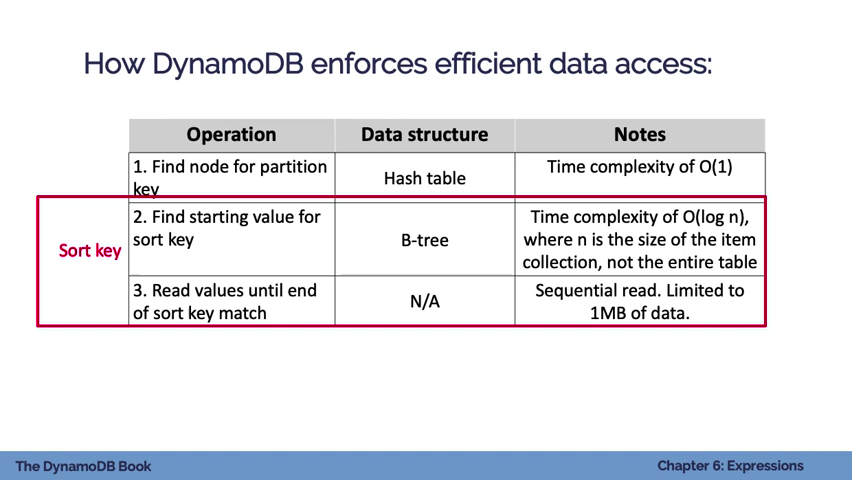 How DynamoDB enforces efficient data access:
Operation
Data structure
Notes
1. Find node for partition
key
Hash table
Time complexity of O(1)
Sort key
2. Find starting value for
sort key
B-tree
Time complexity of O(log n),
where n is the size of the item
collection, not the entire table
3. Read values until end
of sort key match
N/A
Sequential read. Limited to
1MB of data.
The DynamoDB Book
Chapter 6: Expressions